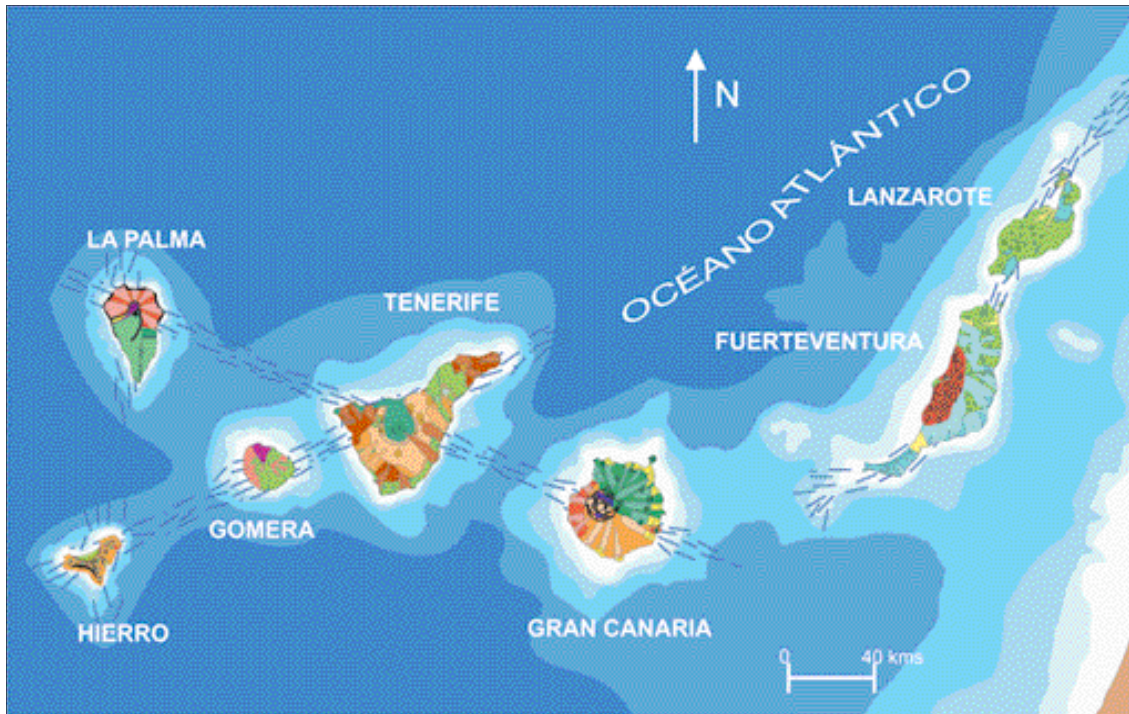 N
OCÉANO ATLÁNTICO
LANZAROTE
LA PALMA
TENERIFE
FUERTEVENTURA
GOMERA
HIERRO
GRAN CANARIA
0 40 kms